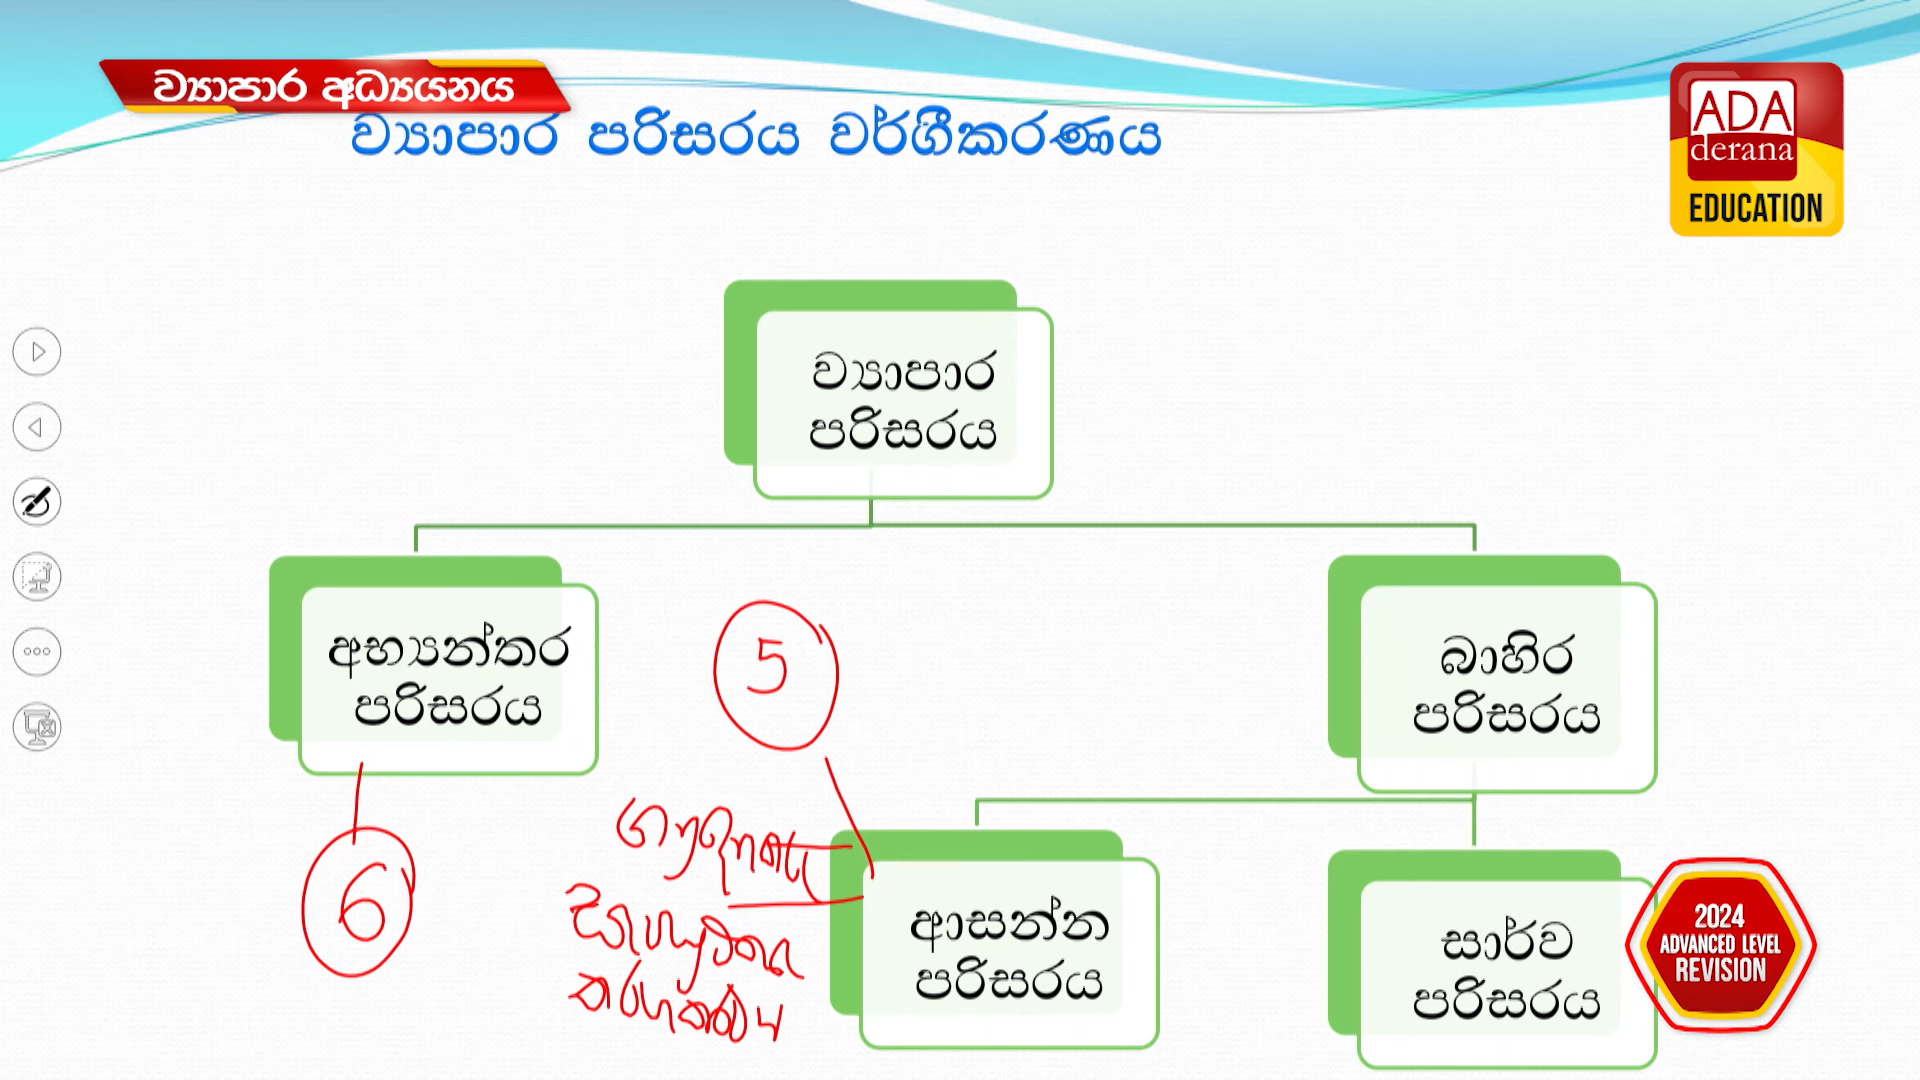 ව්‍යාපාර අධ්‍යයනය
ව්‍යාපාර පරිසරය වර්ගීකරණය
ADA
derana
EDUCATION
ව්‍යාපාර
පරිසරය
අභ්‍යන්තර
පරිසරය
5
බාහිර
පරිසරය
6
ආසන්න
පරිසරය
සාර්ව
පරිසරය
2024
ADVANCED LEVEL
REVISION